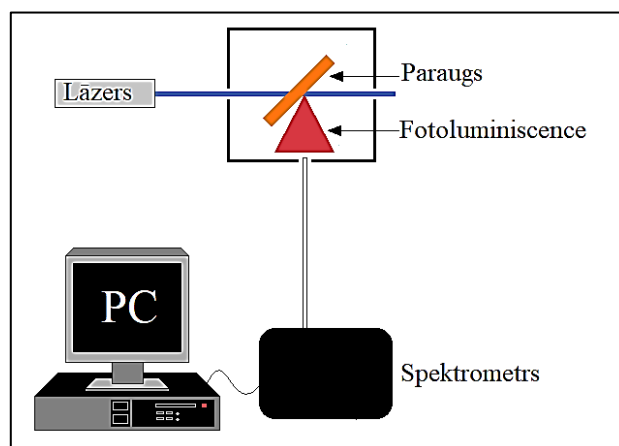 Lāzers
Paraugs
Fotoluminiscence
PC
Spektrometrs